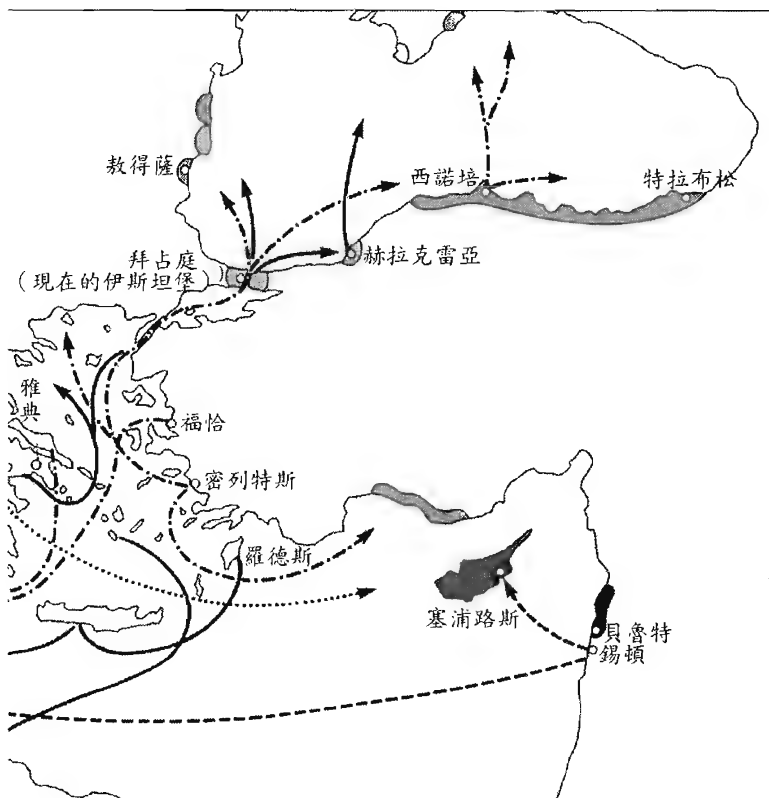 敖得薩
西諾培
特拉布松
拜占庭
(現在的伊斯坦堡)
赫拉克雷亞
雅典
福恰
密列特斯
羅德斯
塞浦路斯
貝魯特
錫頓